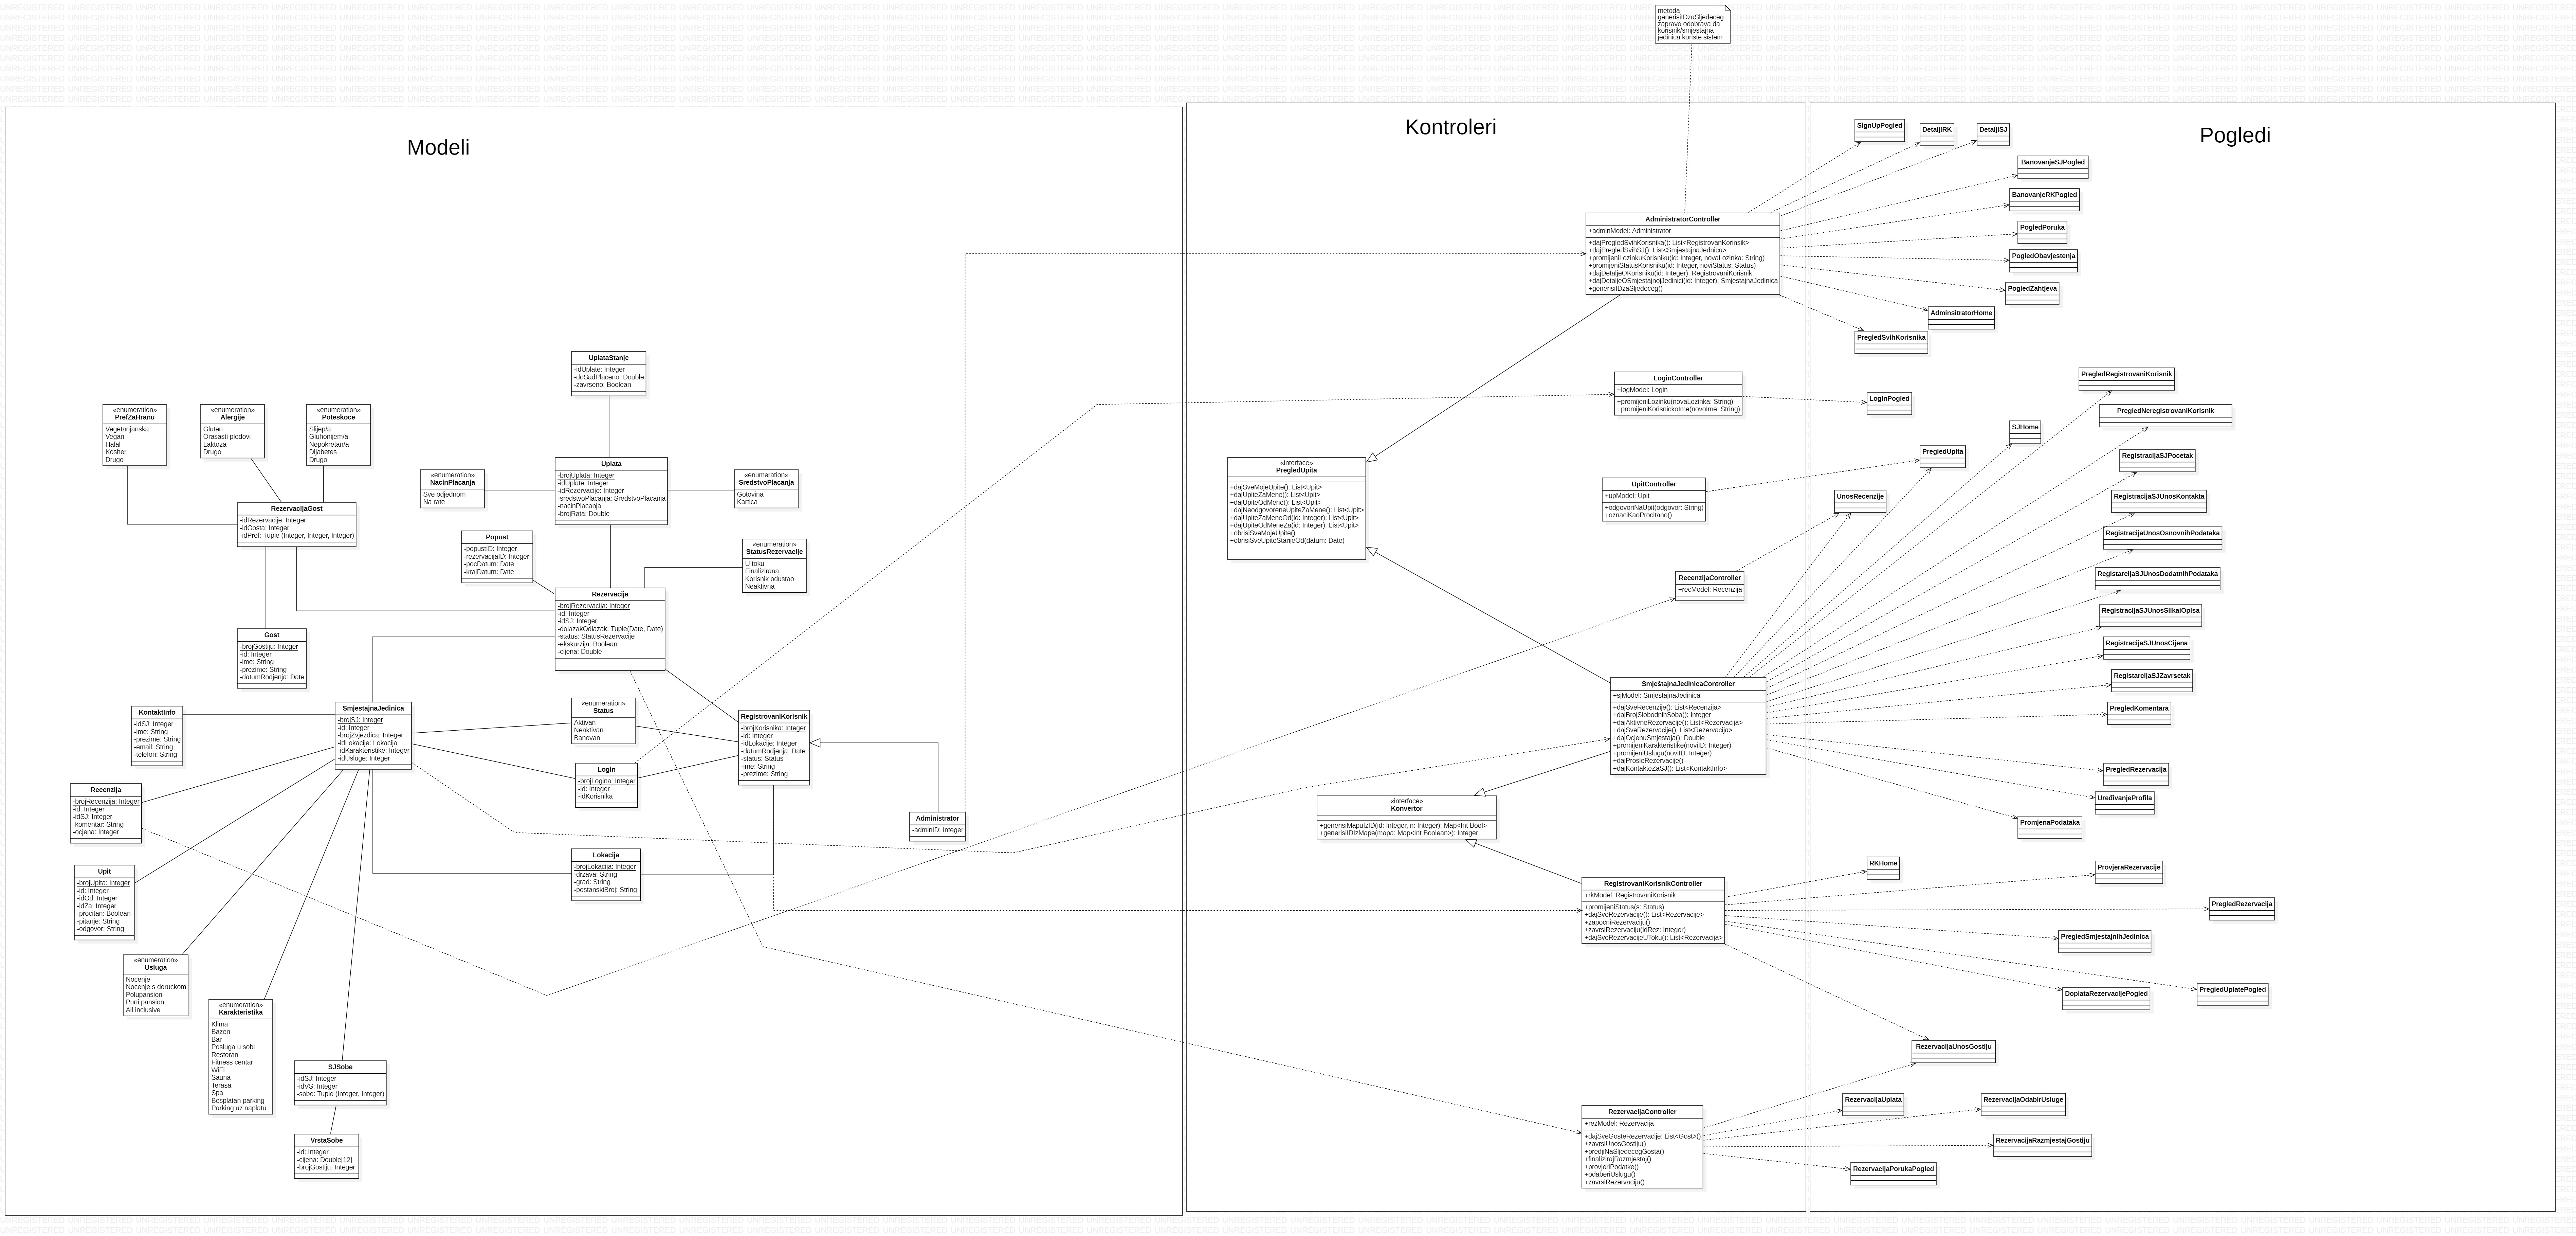 metoda
generisiIDzaSljedeceg
zapravo odobrava da
korisnik/smjestajna
jedinica koriste sistem
Modeli
UplataStanje
-idUplate: Integer
-doSadPlaceno: Double
-zavrseno: Boolean
«enumeration»
PrefZaHranu
Vegetarijanska
Vegan
Halal
Kosher
Drugo
«enumeration»
Alergije
Gluten
Orasasti plodovi
Laktoza
Drugo
«enumeration»
Poteskoce
Slijep/a
Gluhonijem/a
Nepokretan/a
Dijabetes
Drugo
«enumeration»
NacinPlacanja
Sve odjednom
Na rate
Uplata
-brojUplata: Integer
-idUplate: Integer
-idRezervacije: Integer
-sredstvoPlacanja: SredstvoPlacanja
-nacinPlacanja
-brojRata: Double
«enumeration»
SredstvoPlacanja
Gotovina
Kartica
RezervacijaGost
-idRezervacije: Integer
-idGosta: Integer
-idPref: Tuple (Integer, Integer, Integer)
Popust
-popustID: Integer
-rezervacijaID: Integer
-pocDatum: Date
-krajDatum: Date
«enumeration»
StatusRezervacije
U toku
Finalizirana
Korisnik odustao
Neaktivna
Rezervacija
-brojRezervacija: Integer
-id: Integer
-idSJ: Integer
-dolazakOdlazak: Tuple(Date, Date)
-status: StatusRezervacije
-ekskurzija: Boolean
-cijena: Double
Gost
-brojGostiju: Integer
-id: Integer
-ime: String
-prezime: String
-datumRodjenja: Date
KontaktInfo
-idSJ: Integer
-ime: String
-prezime: String
-email: String
-telefon: String
SmjestajnaJedinica
-brojSJ: Integer
-id: Integer
-brojZvjezdica: Integer
-idLokacije: Lokacija
-idKarakteristike: Integer
-idUsluge: Integer
«enumeration»
Status
Aktivan
Neaktivan
Banovan
RegistrovaniKorisnik
-brojKorisnika: Integer
-id: Integer
-idLokacije: Integer
-datumRodjenja: Date
-status: Status
-ime: String
-prezime: String
Login
-brojLogina: Integer
-id: Integer
-idKorisnika
Recenzija
-brojRecenzija: Integer
-id: Integer
-idSJ: Integer
-komentar: String
-ocjena: Integer
Administrator
-adminID: Integer
Lokacija
-brojLokacija: Integer
-drzava: String
-grad: String
-postanskiBroj: String
Upit
-brojUpita: Integer
-id: Integer
-idOd: Integer
-idZa: Integer
-procitan: Boolean
-pitanje: String
-odgovor: String
«enumeration»
Usluga
Nocenje
Nocenje s doruckom
Polupansion
Puni pansion
All inclusive
«enumeration»
Karakteristika
Klima
Bazen
Bar
Posluga u sobi
Restoran
Fitness centar
WiFi
Sauna
Terasa
Spa
Besplatan parking
Parking uz naplatu
SJSobe
-idSJ: Integer
-idVS: Integer
-sobe: Tuple (Integer, Integer)
VrstaSobe
-id: Integer
-cijena: Double[12]
-brojGostiju: Integer
Kontroleri
AdministratorController
+adminModel: Administrator
+dajPregledSvihKorisnika(): List<RegistrovanKorinsik>
+dajPregledSvihSJ(): List<SmjestajnaJednica>
+promijeniLozinkuKorisniku(id: Integer, novaLozinka: String)
+promijeniStatusKorisniku(id: Integer, noviStatus: Status)
+dajDetaljeOKorisniku(id: Integer): RegistrovaniKorisnik
+dajDetaljeOSmjestajnojJedinici(id: Integer): SmjestajnaJedinica
+generisiIDzaSljedeceg()
LoginController
+logModel: Login
+promijeniLozinku(novaLozinka: String)
+promijeniKorisnickoIme(novoIme: String)
«interface»
PregledUpita
+dajSveMojeUpite(): List<Upit>
+dajUpiteZaMene(): List<Upit>
+dajUpiteOdMene(): List<Upit>
+dajNeodgovoreneUpiteZaMene(): List<Upit>
+dajUpiteZaMeneOd(id: Integer): List<Upit>
+dajUpiteOdMeneZa(id: Integer): List<Upit>
+obrisiSveMojeUpite()
+obrisiSveUpiteStarijeOd(datum: Date)
UpitController
+upModel: Upit
+odgovoriNaUpit(odgovor: String)
+oznaciKaoProcitano()
RecenzijaController
+recModel: Recenzija
SmještajnaJedinicaController
+sjModel: SmjestajnaJedinica
+dajSveRecenzije(): List<Recenzija>
+dajBrojSlobodnihSoba(): Integer
+dajAktivneRezervacije(): List<Rezervacija>
+dajSveRezervacije(): List<Rezervacija>
+dajOcjenuSmjestaja(): Double
+promijeniKarakteristike(noviID: Integer)
+promijeniUslugu(noviID: Integer)
+dajProsleRezervacije()
+dajKontakteZaSJ(): List<KontaktInfo>
«interface»
Konvertor
+generisiMapuIzID(id: Integer, n: Integer): Map<Int Bool>
+generisiIDIzMape(mapa: Map<Int Boolean>): Integer
RegistrovaniKorisnikController
+rkModel: RegistrovaniKorisnik
+promijeniStatus(s: Status)
+dajSveRezervacije(): List<Rezervacije>
+zapocniRezervaciju()
+zavrsiRezervaciju(idRez: Integer)
+dajSveRezervacijeUToku(): List<Rezervacija>
RezervacijaController
+rezModel: Rezervacija
+dajSveGosteRezervacije: List<Gost>()
+zavrsiUnosGostiju()
+predjiNaSljedecegGosta()
+finalizirajRazmjestaj()
+provjeriPodatke()
+odaberiUslugu()
+zavrsiRezervaciju()
Pogledi
SignUpPogled
DetaljiRK
DetaljiSJ
BanovanjeSJPogled
BanovanjeRKPogled
PogledPoruka
PogledObavjestenja
PogledZahtjeva
AdminsitratorHome
PregledSvihKorisnika
PregledRegistrovaniKorisnik
LogInPogled
PregledNeregistrovaniKorisnik
SJHome
PregledUpita
RegistracijaSJPocetak
UnosRecenzije
RegistracijaSJUnosKontakta
RegistracijaUnosOsnovnihPodataka
RegistarcijaSJUnosDodatnihPodataka
RegistracijaSJUnosSlikaIOpisa
RegistracijaSJUnosCijena
RegistarcijaSJZavrsetak
PregledKomentara
PregledRezervacija
UređivanjeProfila
PromjenaPodataka
RKHome
ProvjeraRezervacije
PregledRezervacija
PregledSmjestajnihJedinica
PregledUplatePogled
DoplataRezervacijePogled
RezervacijaUnosGostiju
RezervacijaUplata
RezervacijaOdabirUsluge
RezervacijaRazmjestajGostiju
RezervacijaPorukaPogled